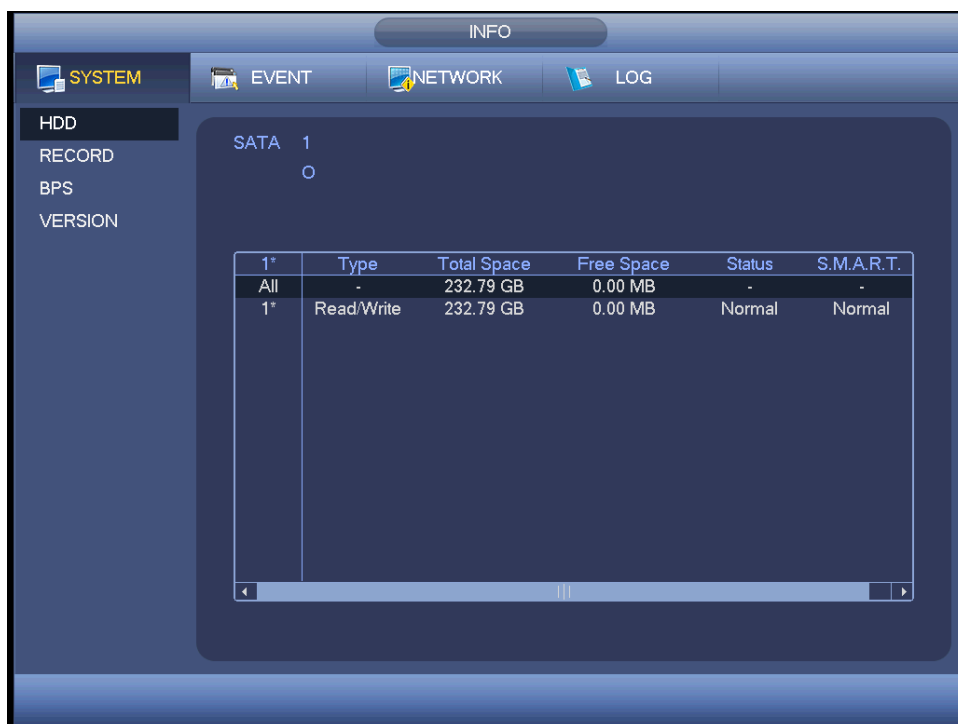 INFO
SYSTEM EVENT NETWORK LOG
HDD
RECORD
BPS
VERSION
SATA 1
O
1* Type Total Space Free Space Status S.M.A.R.T.
All - 232.79 GB 0.00 MB - -
1* Read/Write 232.79 GB 0.00 MB Normal Normal